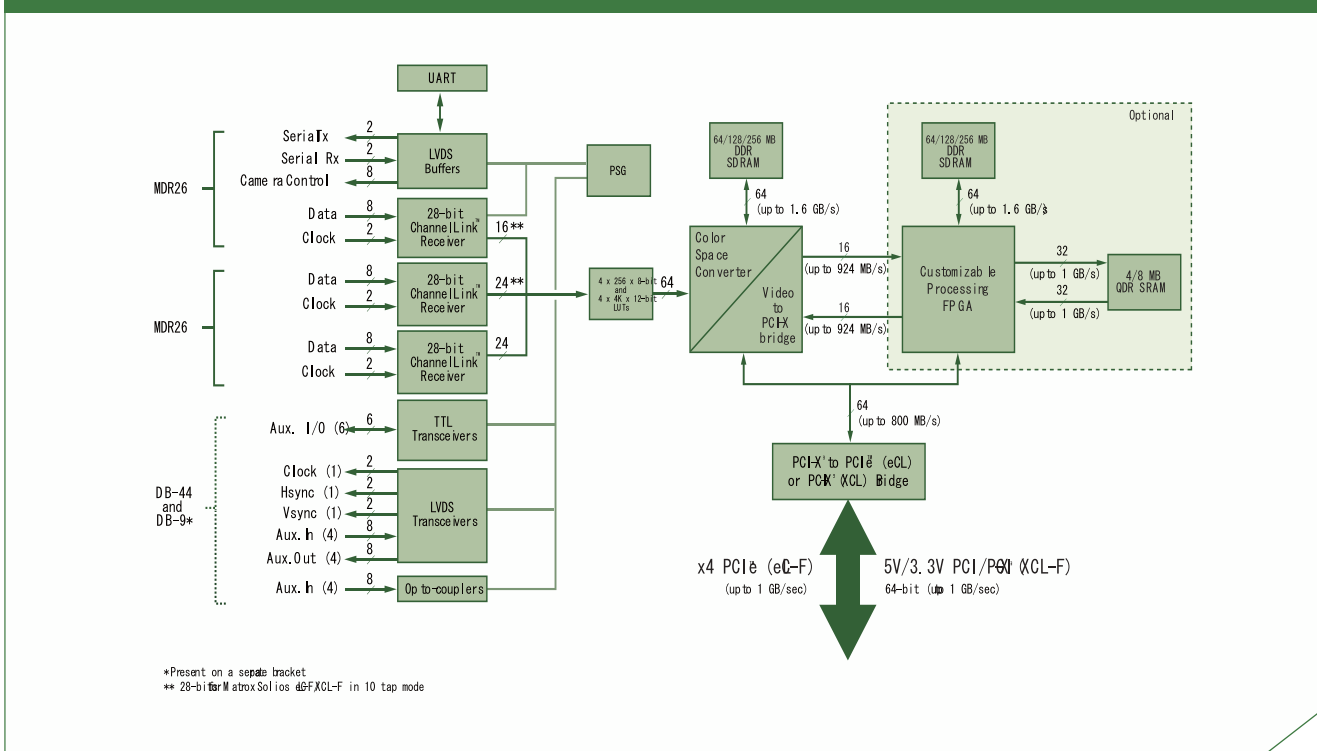 Optional
UART
MDR26
Serial Tx
2
Serial Rx
2
Camera Control
8
LVDS
Buffers
PSG
Data
8
Clock
2
28-bit
ChannelLink™
Receiver
16**
MDR26
Data
8
Clock
2
28-bit
ChannelLink™
Receiver
24**
Data
8
Clock
2
28-bit
ChannelLink™
Receiver
24
4 x 256 x 8-bit
and
4 x 4K x 12-bit
LUTs
64
64/128/256 MB
DDR
SDRAM
64
(up to 1.6 GB/s)
Color
Space
Converter
Video
to
PCI-X
bridge
16
(up to 924 MB/s)
16
(up to 924 MB/s)
64/128/256 MB
DDR
SDRAM
64
(up to 1.6 GB/s)
Customizable
Processing
FPGA
32
(up to 1 GB/s)
32
(up to 1 GB/s)
4/8 MB
QDR SRAM
64
(up to 800 MB/s)
PCI-X™ to PCIe™ (eCL)
or PCI-X™ (XCL) Bridge
x4 PCIe™ (eCL-F)
(up to 1 GB/sec)
5V/3.3V PCI/PCI-X™ (XCL-F)
64-bit (up to 1 GB/sec)
DB-44
and
DB-9*
Aux. I/O (6)
6
TTL
Transceivers
Clock (1)
2
Hsync (1)
2
Vsync (1)
2
Aux. In (4)
8
Aux. Out (4)
8
LVDS
Transceivers
Aux. In (4)
8
Opto-couplers
*Present on a separate bracket
** 28-bits for Matrox Solios eCL-F/XCL-F in 10 tap mode